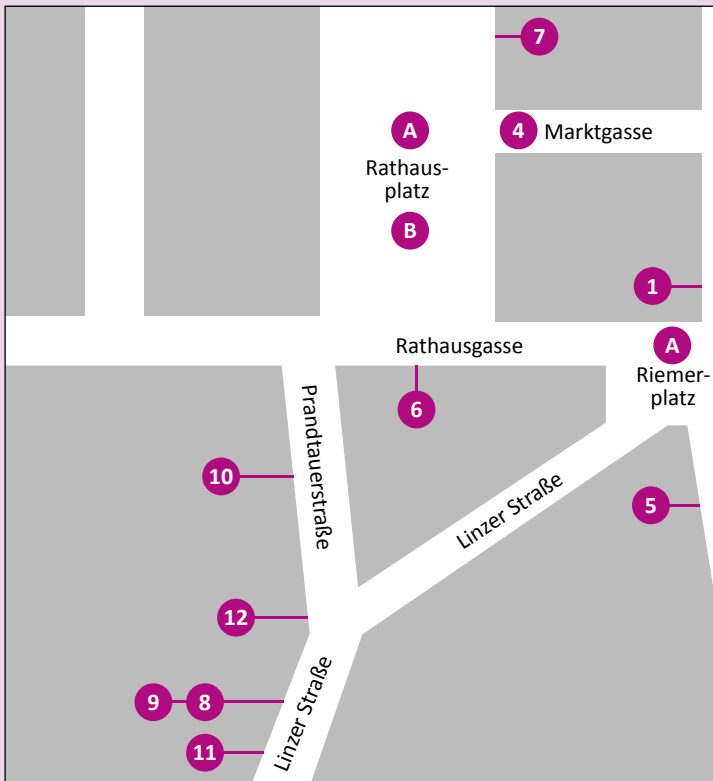 7
A
4 Marktgasse
Rathaus-
platz
B
1
Rathausgasse
A
Riemer-
platz
6
Prandtauerstraße
10
Linzer Straße
5
12
9 8
Linzer Straße
11